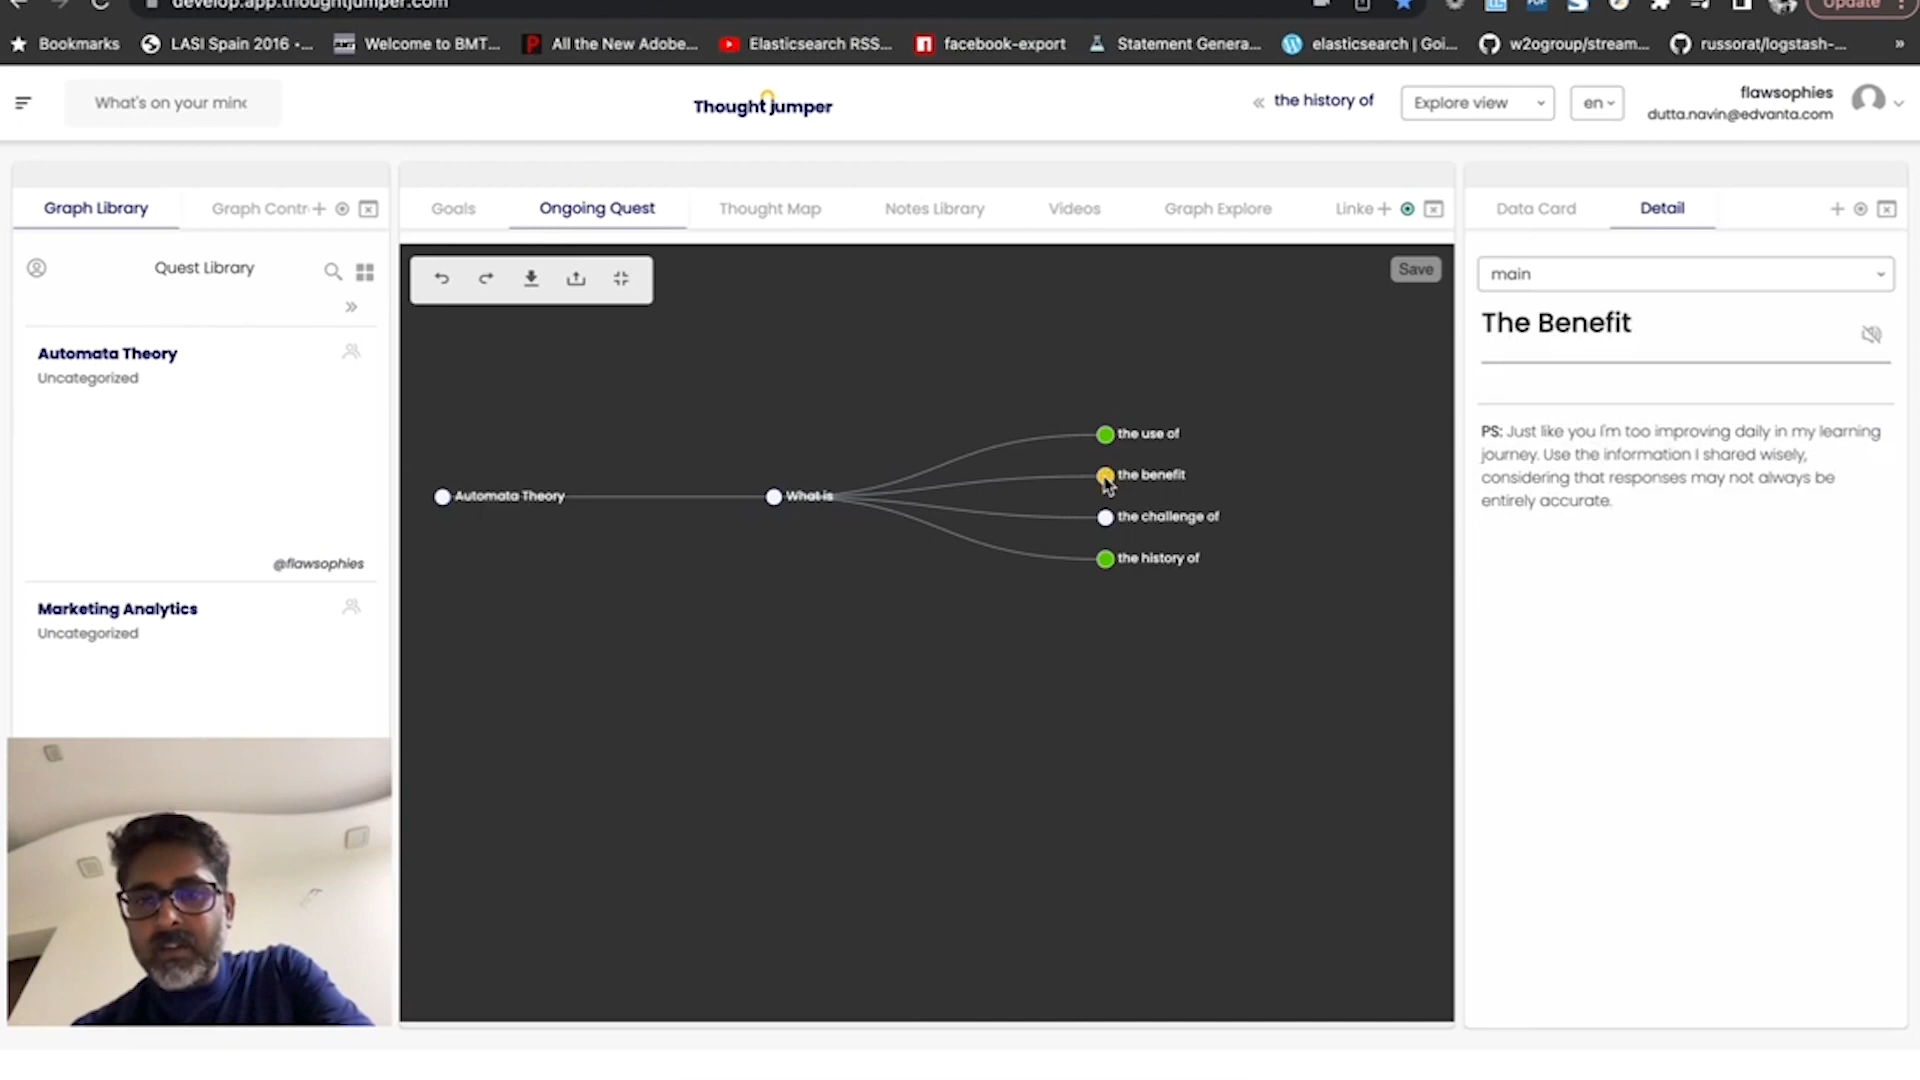 develop.app.thoughtjumper.com
Update
Bookmarks
LASI Spain 2016 •...
Welcome to BMT...
All the New Adobe...
Elasticsearch RSS...
facebook-export
Statement Genera...
elasticsearch | Goi...
w2ogroup/stream...
russorat/logstash-...
»
What's on your minc
Thought jumper
« the history of
Explore view
en
flawsophies
dutta.navin@edvanta.com
Graph Library
Graph Contr
Goals
Ongoing Quest
Thought Map
Notes Library
Videos
Graph Explore
Linke
Data Card
Detail
Quest Library
»
Automata Theory
Uncategorized
@flawsophies
Marketing Analytics
Uncategorized
Save
Automata Theory
What is
the use of
the benefit
the challenge of
the history of
main
The Benefit
PS: Just like you I'm too improving daily in my learning
journey. Use the information I shared wisely,
considering that responses may not always be
entirely accurate.